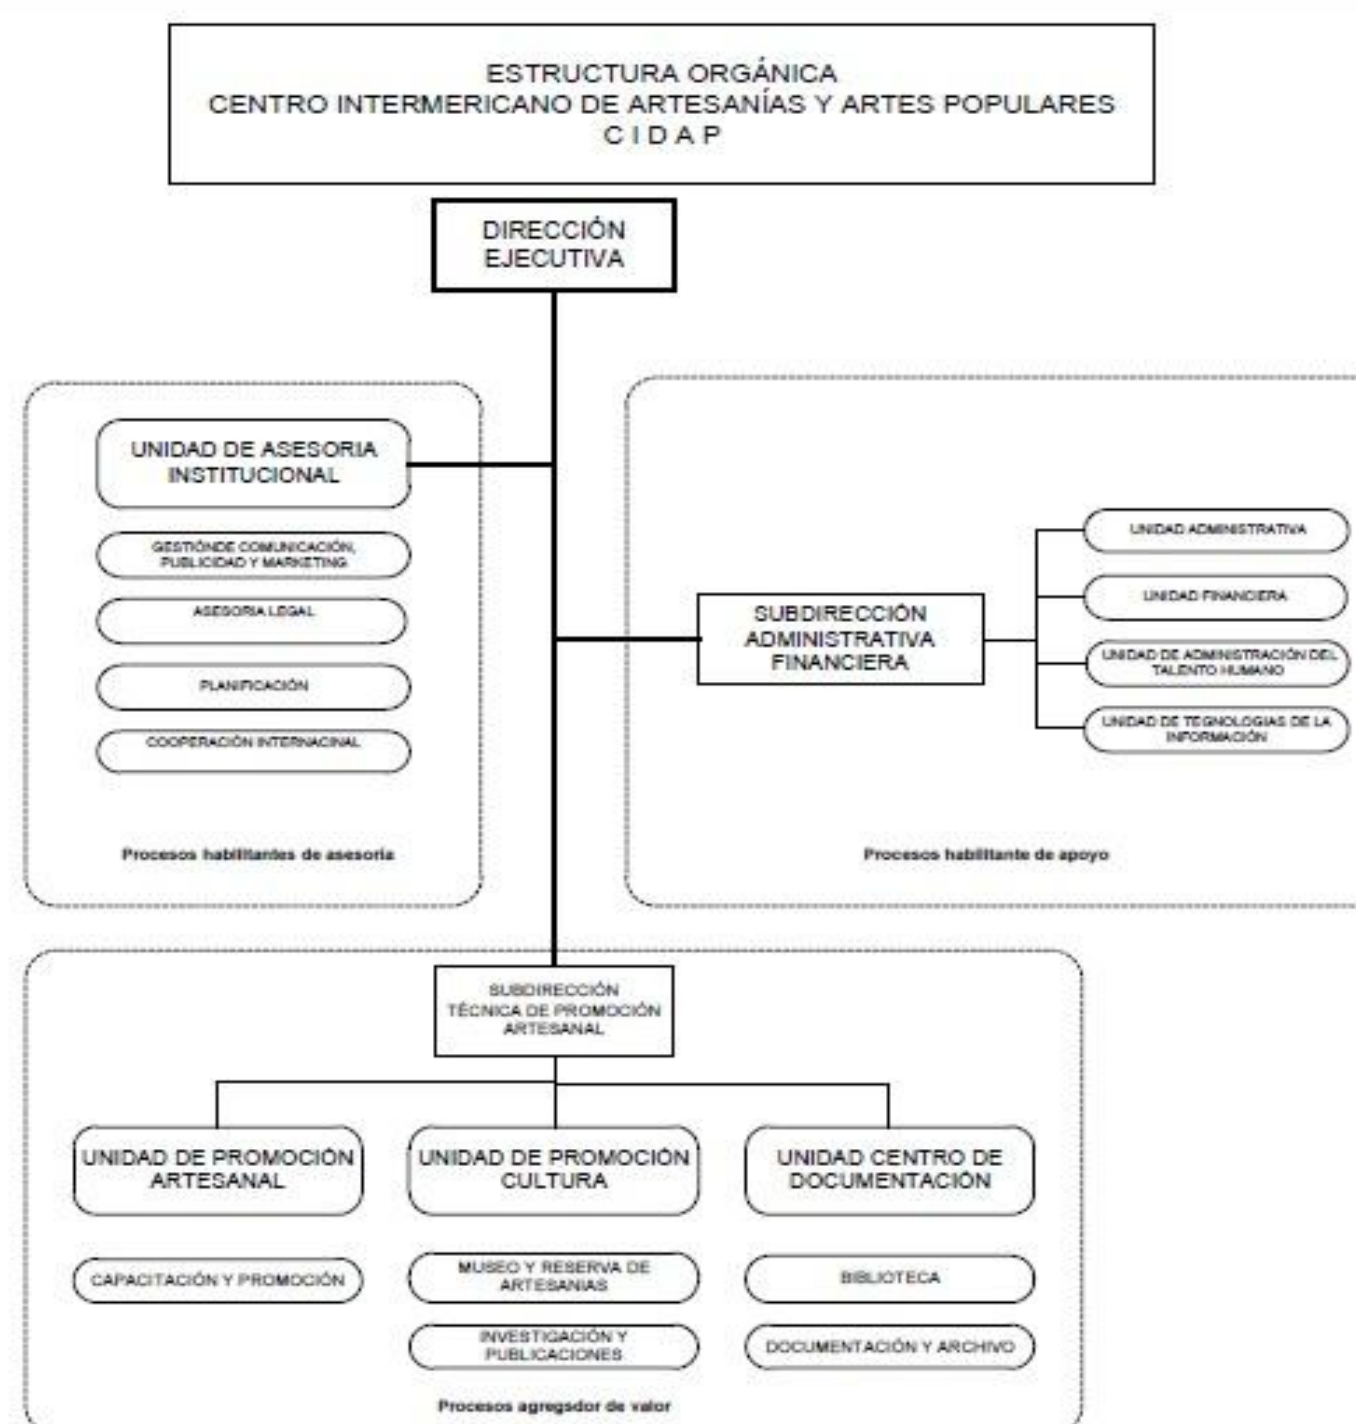 ESTRUCTURA ORGÁNICA
CENTRO INTERMERICANO DE ARTESANÍAS Y ARTES POPULARES
C I D A P
DIRECCIÓN
EJECUTIVA
UNIDAD DE ASESORIA
INSTITUCIONAL
GESTIÓNDE COMUNICACIÓN,
PUBLICIDAD Y MARKETING
ASESORIA LEGAL
PLANIFICACIÓN
COOPERACIÓN INTERNACINAL
Procesos habilitantes de asesoría
SUBDIRECCIÓN
ADMINISTRATIVA
FINANCIERA
UNIDAD ADMINISTRATIVA
UNIDAD FINANCIERA
UNIDAD DE ADMINISTRACIÓN DEL
TALENTO HUMANO
UNIDAD DE TEGNOLOGIAS DE LA
INFORMACIÓN
Procesos habilitante de apoyo
SUBDIRECCIÓN
TÉCNICA DE PROMOCIÓN
ARTESANAL
UNIDAD DE PROMOCIÓN
ARTESANAL
CAPACITACIÓN Y PROMOCIÓN
UNIDAD DE PROMOCIÓN
CULTURA
MUSEO Y RESERVA DE
ARTESANIAS
INVESTIGACIÓN Y
PUBLICACIONES
UNIDAD CENTRO DE
DOCUMENTACIÓN
BIBLIOTECA
DOCUMENTACIÓN Y ARCHIVO
Procesos agregsdor de valor